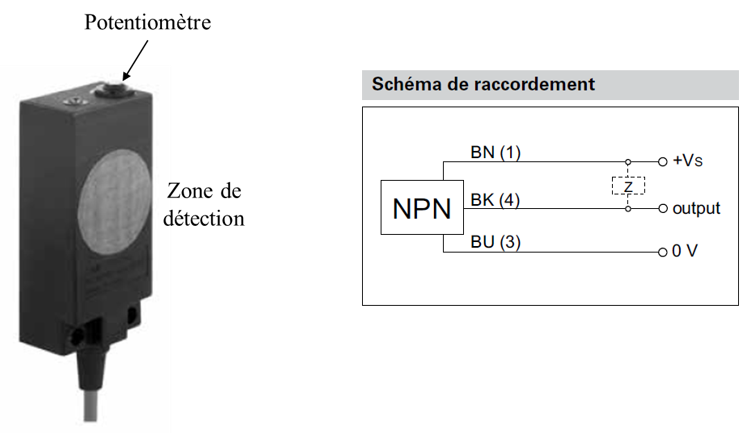 Potentiomètre
Zone de
détection
Schéma de raccordement
BN (1)
+Vs
Z
NPN
BK (4)
output
BU (3)
0 V